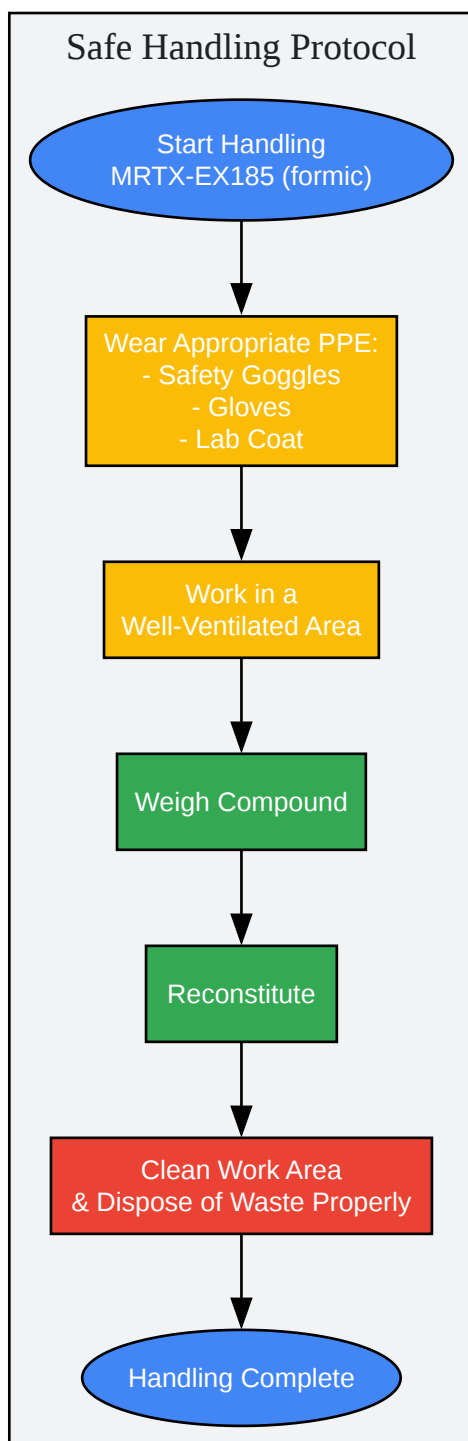 Safe Handling Protocol
Start Handling
MRTX-EX185 (formic)
Wear Appropriate PPE:
- Safety Goggles
- Gloves
- Lab Coat
Work in a
Well-Ventilated Area
Weigh Compound
Reconstitute
Clean Work Area
& Dispose of Waste Properly
Handling Complete